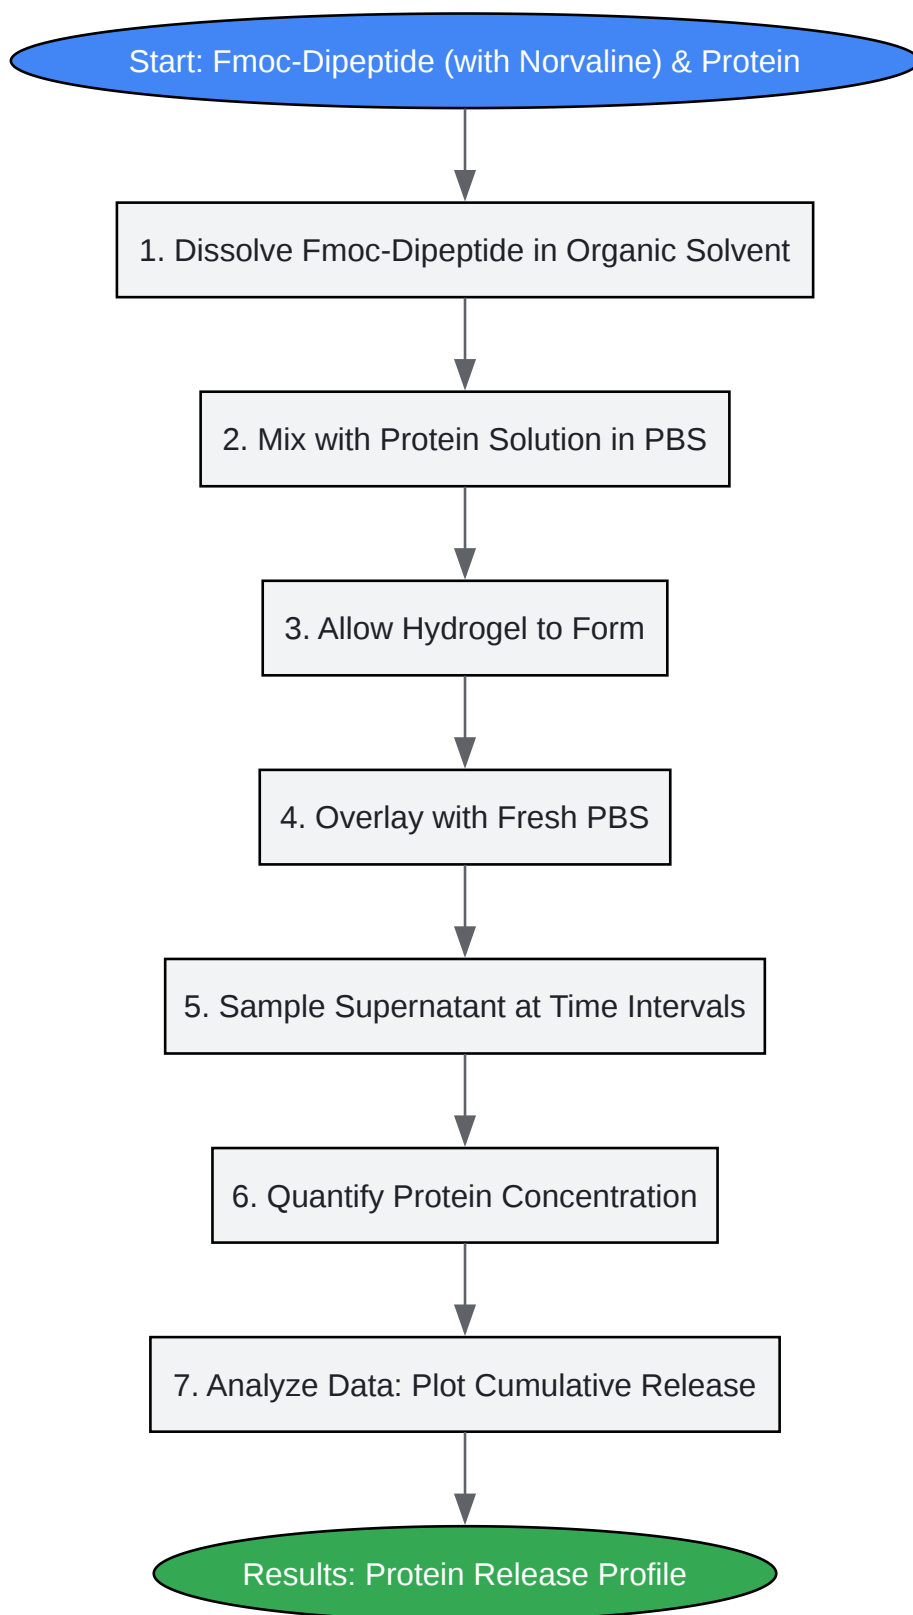 Start: Fmoc-Dipeptide (with Norvaline) & Protein
1. Dissolve Fmoc-Dipeptide in Organic Solvent
2. Mix with Protein Solution in PBS
3. Allow Hydrogel to Form
4. Overlay with Fresh PBS
5. Sample Supernatant at Time Intervals
6. Quantify Protein Concentration
7. Analyze Data: Plot Cumulative Release
Results: Protein Release Profile